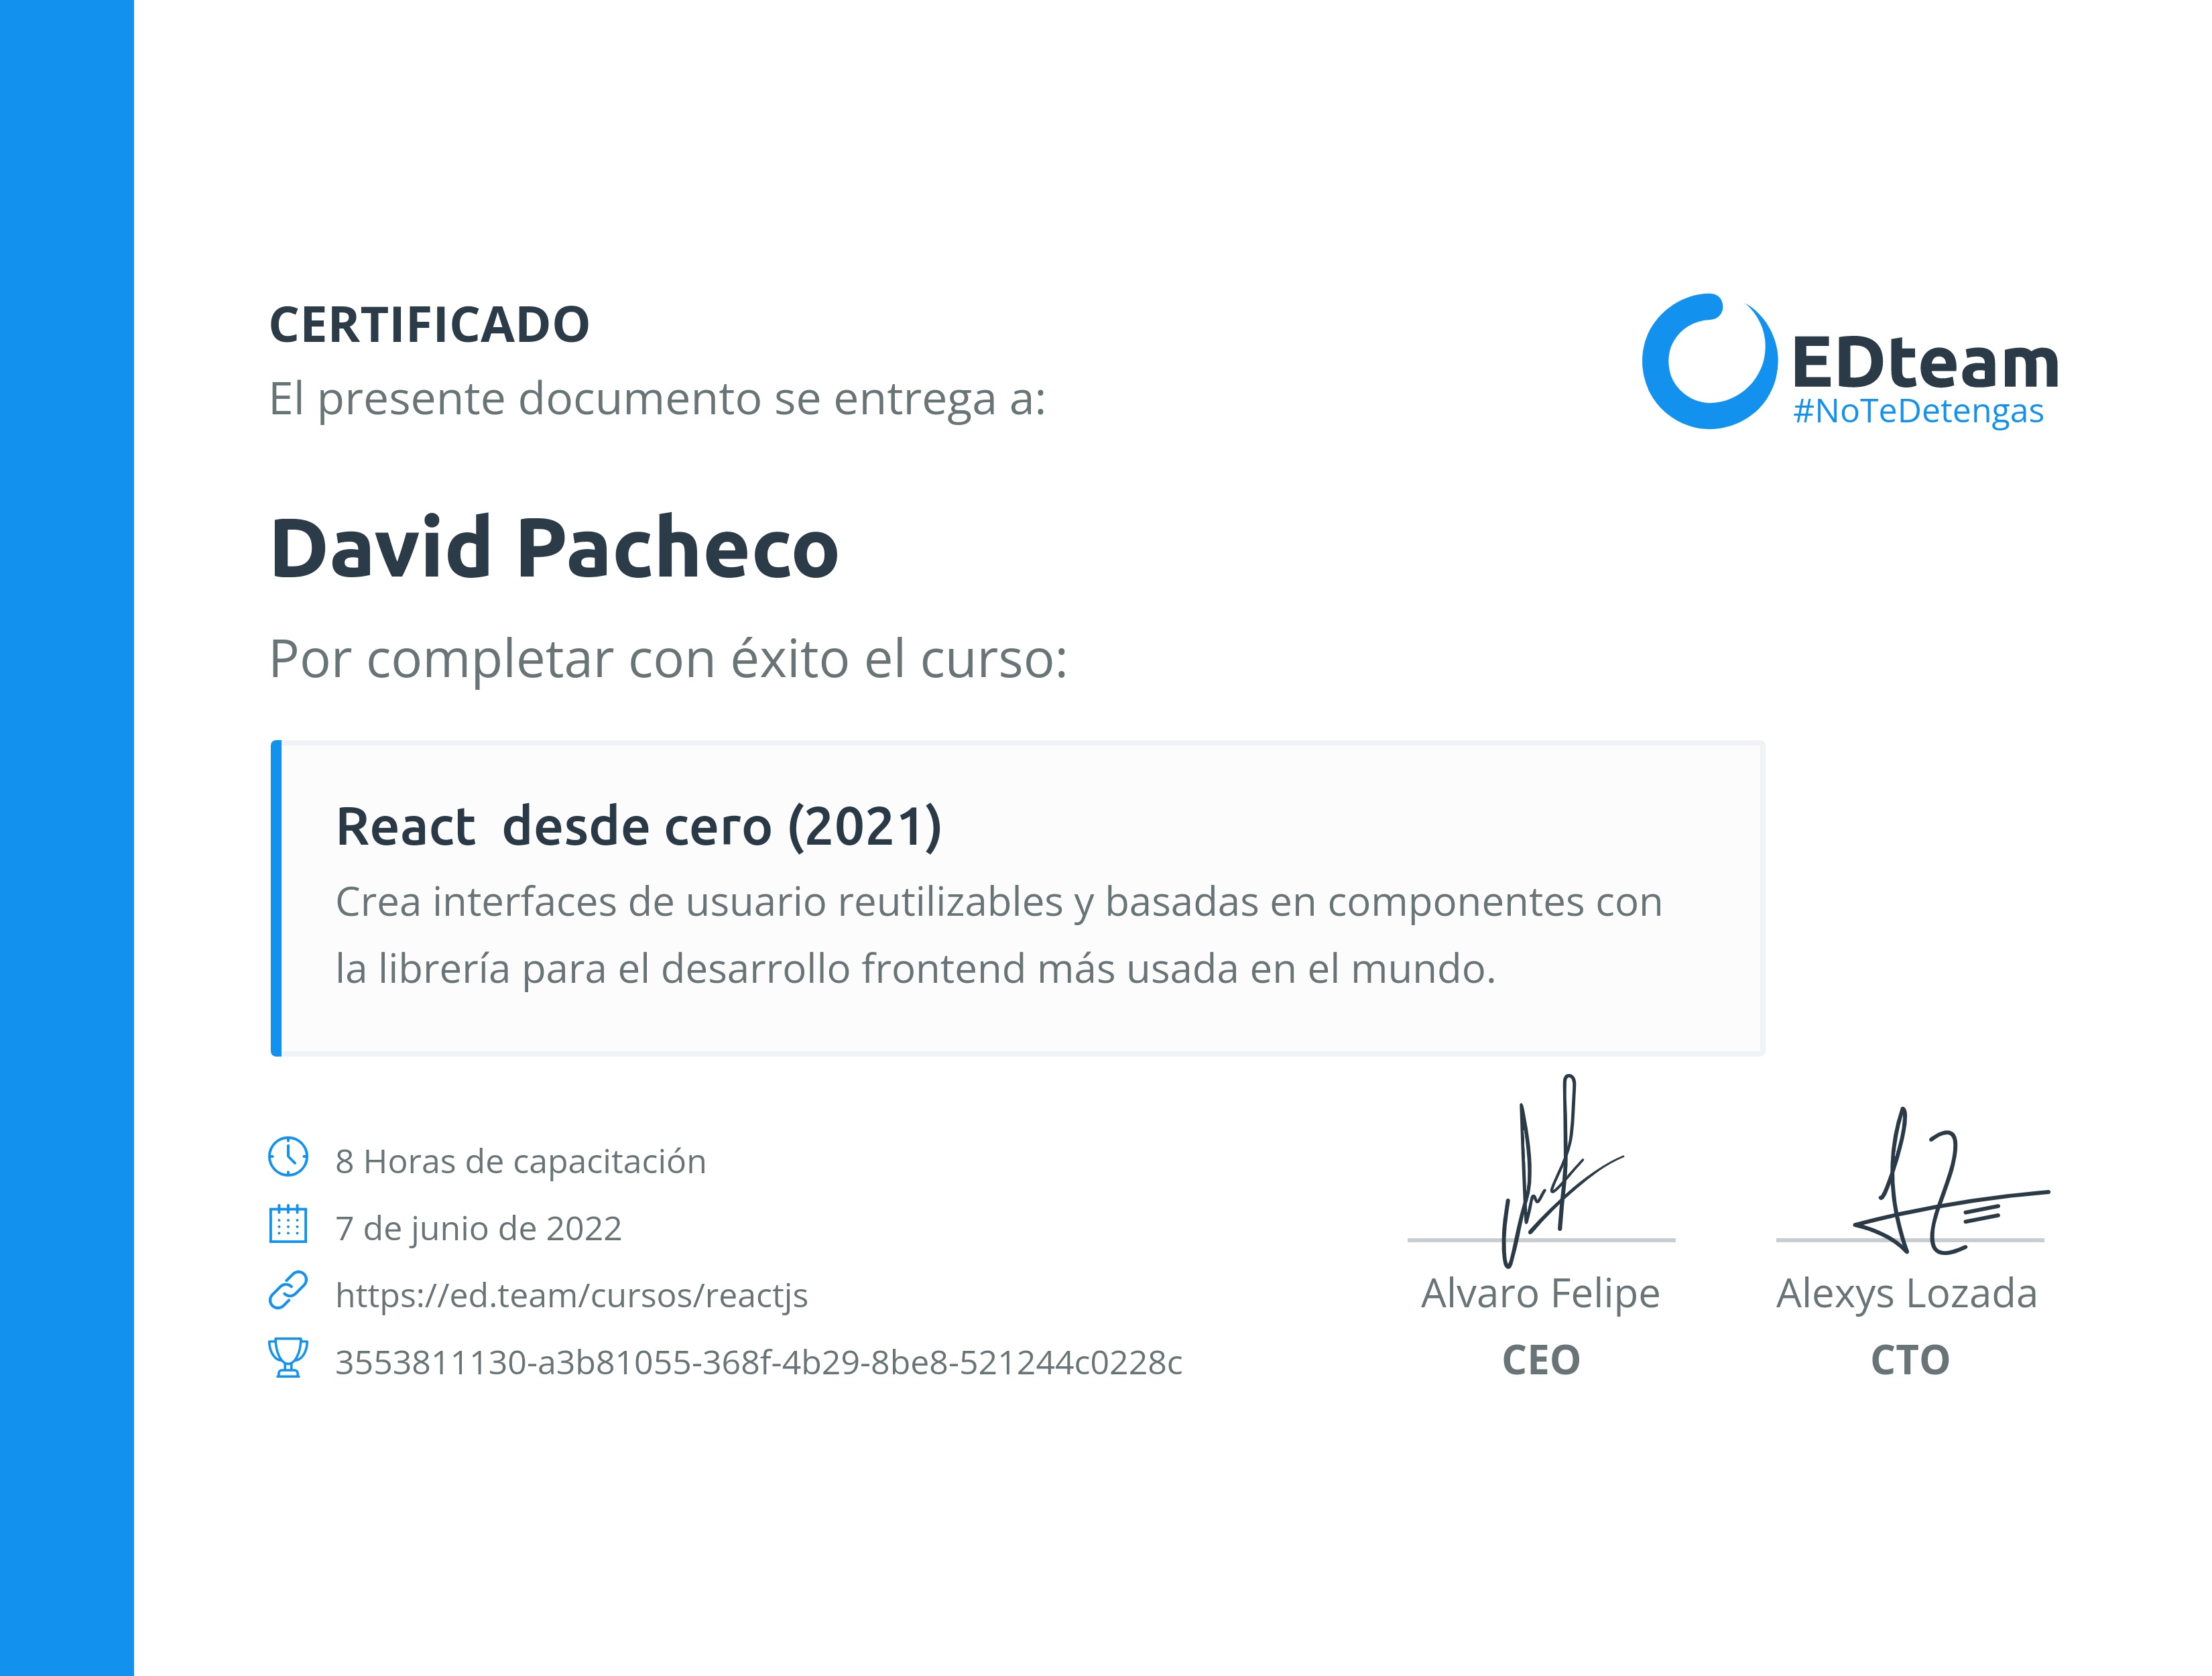 CERTIFICADO
El presente documento se entrega a:
EDteam
#NoTeDetengas
David Pacheco
Por completar con éxito el curso:
React  desde cero (2021)
Crea interfaces de usuario reutilizables y basadas en componentes con
la librería para el desarrollo frontend más usada en el mundo.
8 Horas de capacitación
7 de junio de 2022
https://ed.team/cursos/reactjs
3553811130-a3b81055-368f-4b29-8be8-521244c0228c
Alvaro Felipe
CEO
Alexys Lozada
CTO